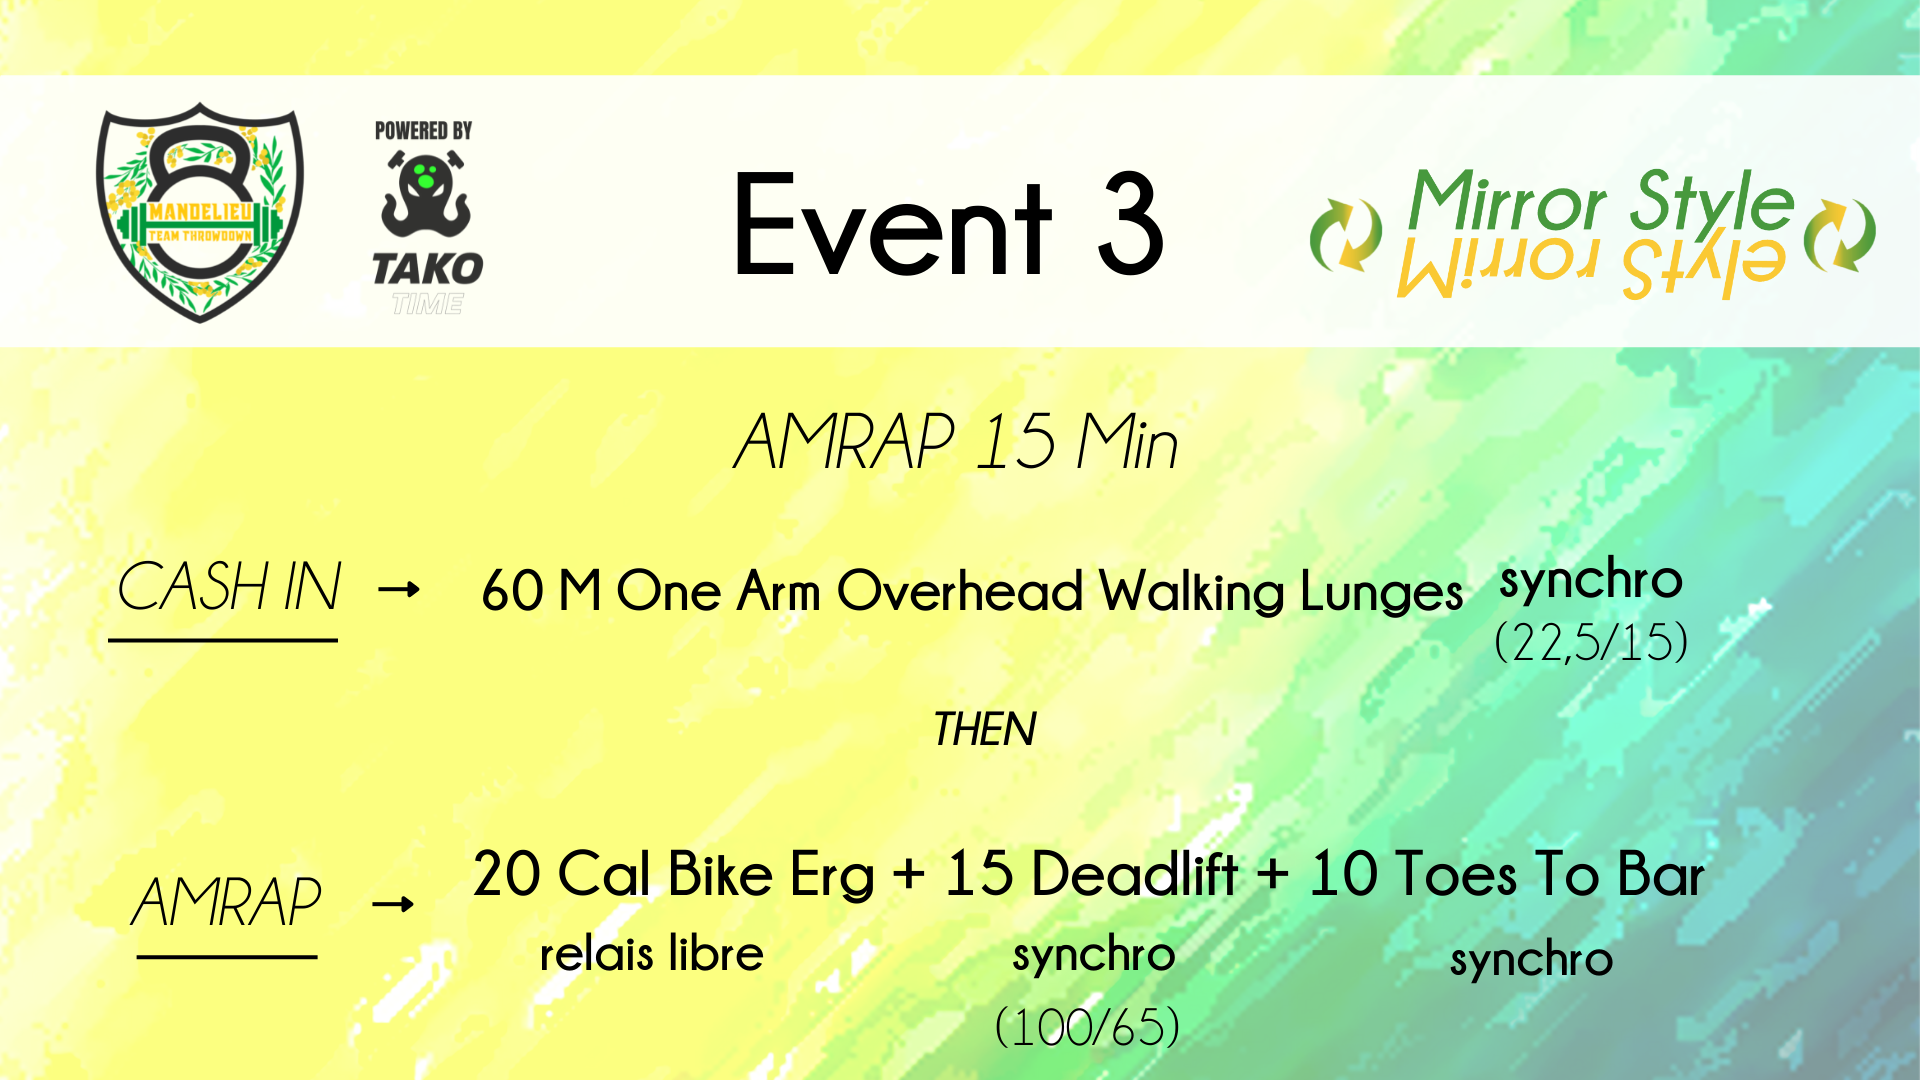 POWERED BY
MANDELIEU
TEAM THROWDOWN
TAKO
TIME
Event 3
Mirror Style
Mirror Style
AMRAP 15 Min
CASH IN → 60 M One Arm Overhead Walking Lunges synchro
(22,5/15)
THEN
AMRAP → 20 Cal Bike Erg + 15 Deadlift + 10 Toes To Bar
relais libre synchro synchro
(100/65)